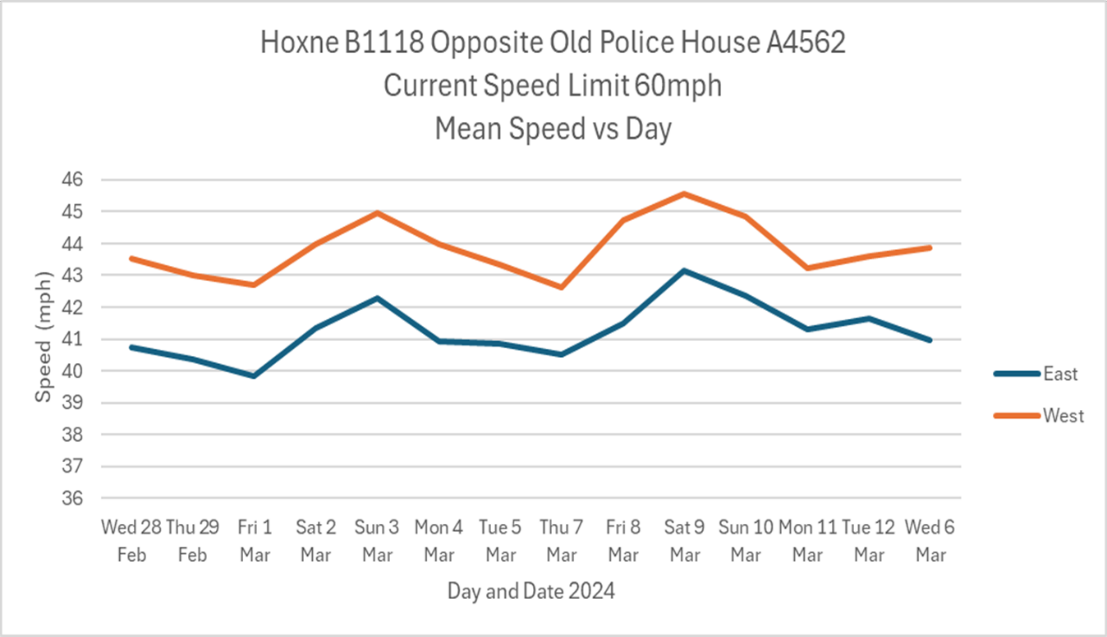 Hoxne B1118 Opposite Old Police House A4562
Current Speed Limit 60mph
Mean Speed vs Day
46
45
44
43
42
41
40
39
38
37
36
Speed (mph)
Wed 28 Thu 29 Fri 1 Sat 2 Sun 3 Mon 4 Tue 5 Thu 7 Fri 8 Sat 9 Sun 10 Mon 11 Tue 12 Wed 6
Feb Feb Mar Mar Mar Mar Mar Mar Mar Mar Mar Mar Mar Mar
Day and Date 2024
East
West